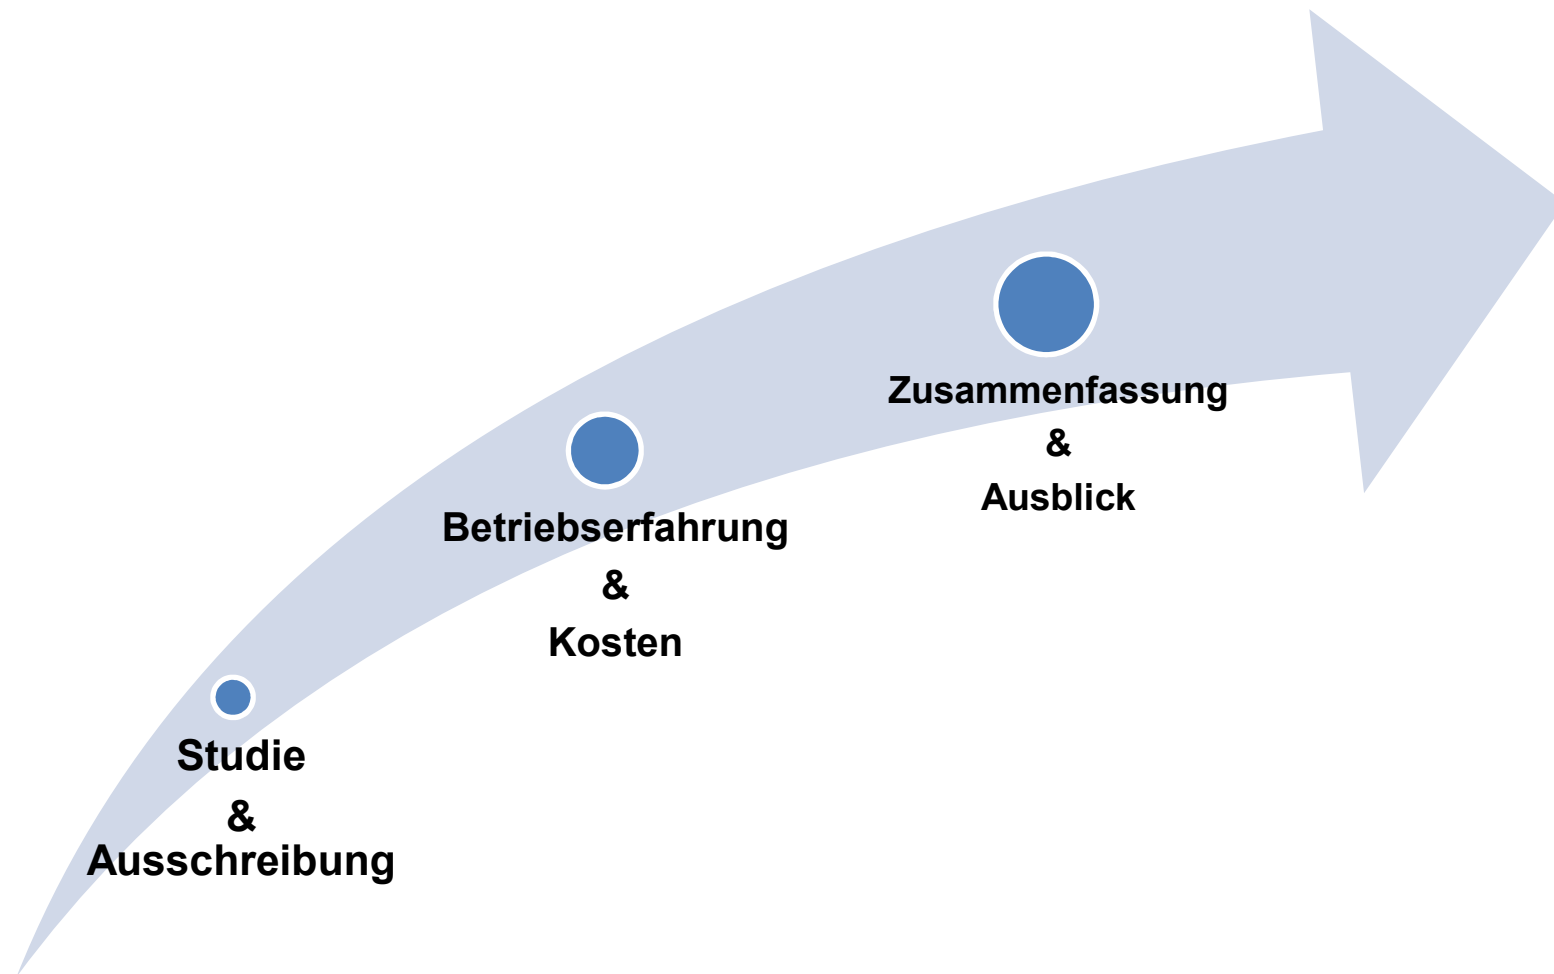 Studie
&
Ausschreibung
Betriebserfahrung
&
Kosten
Zusammenfassung
&
Ausblick